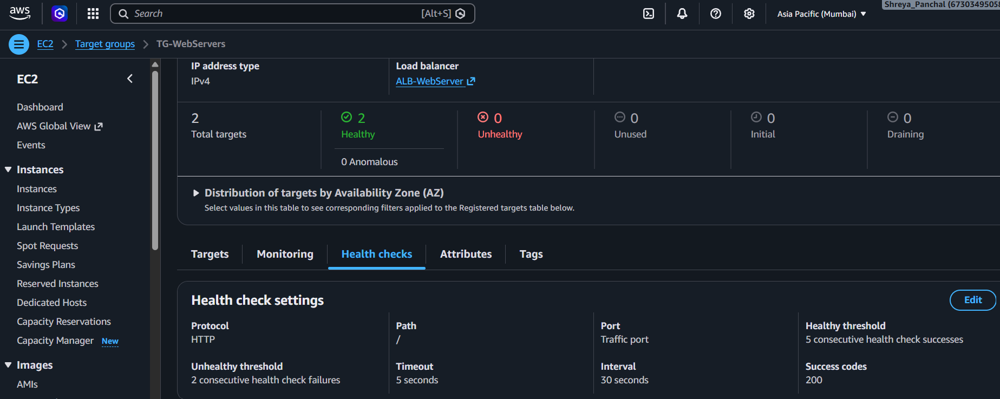 aws
Search
[Alt+S]
Asia Pacific (Mumbai)
Shreya_Panchal (67303495058
EC2
Target groups
TG-WebServers
EC2
Dashboard
AWS Global View
Events
Instances
Instances
Instance Types
Launch Templates
Spot Requests
Savings Plans
Reserved Instances
Dedicated Hosts
Capacity Reservations
Capacity Manager New
Images
AMIs
IP address type
IPv4
Load balancer
ALB-WebServer
2
Total targets
2
Healthy
0 Anomalous
0
Unhealthy
0
Unused
0
Initial
0
Draining
Distribution of targets by Availability Zone (AZ)
Select values in this table to see corresponding filters applied to the Registered targets table below.
Targets
Monitoring
Health checks
Attributes
Tags
Health check settings
Edit
Protocol
HTTP
Path
/
Port
Traffic port
Healthy threshold
5 consecutive health check successes
Unhealthy threshold
2 consecutive health check failures
Timeout
5 seconds
Interval
30 seconds
Success codes
200